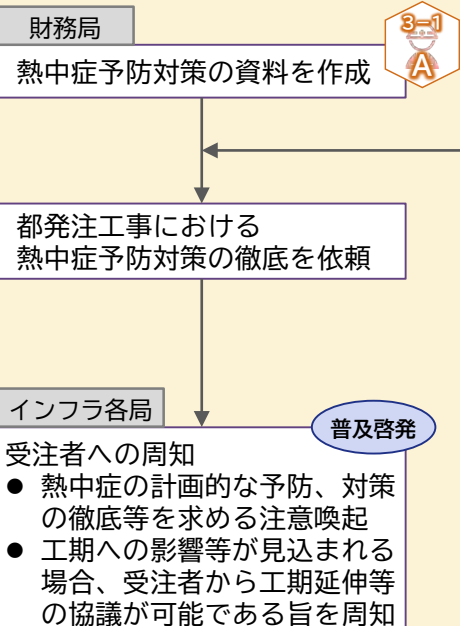 財務局
3-1
A
熱中症予防対策の資料を作成
都発注工事における
熱中症予防対策の徹底を依頼
インフラ各局
普及啓発
受注者への周知
● 熱中症の計画的な予防、対策
の徹底等を求める注意喚起
● 工期への影響等が見込まれる
場合、受注者から工期延伸等
の協議が可能である旨を周知